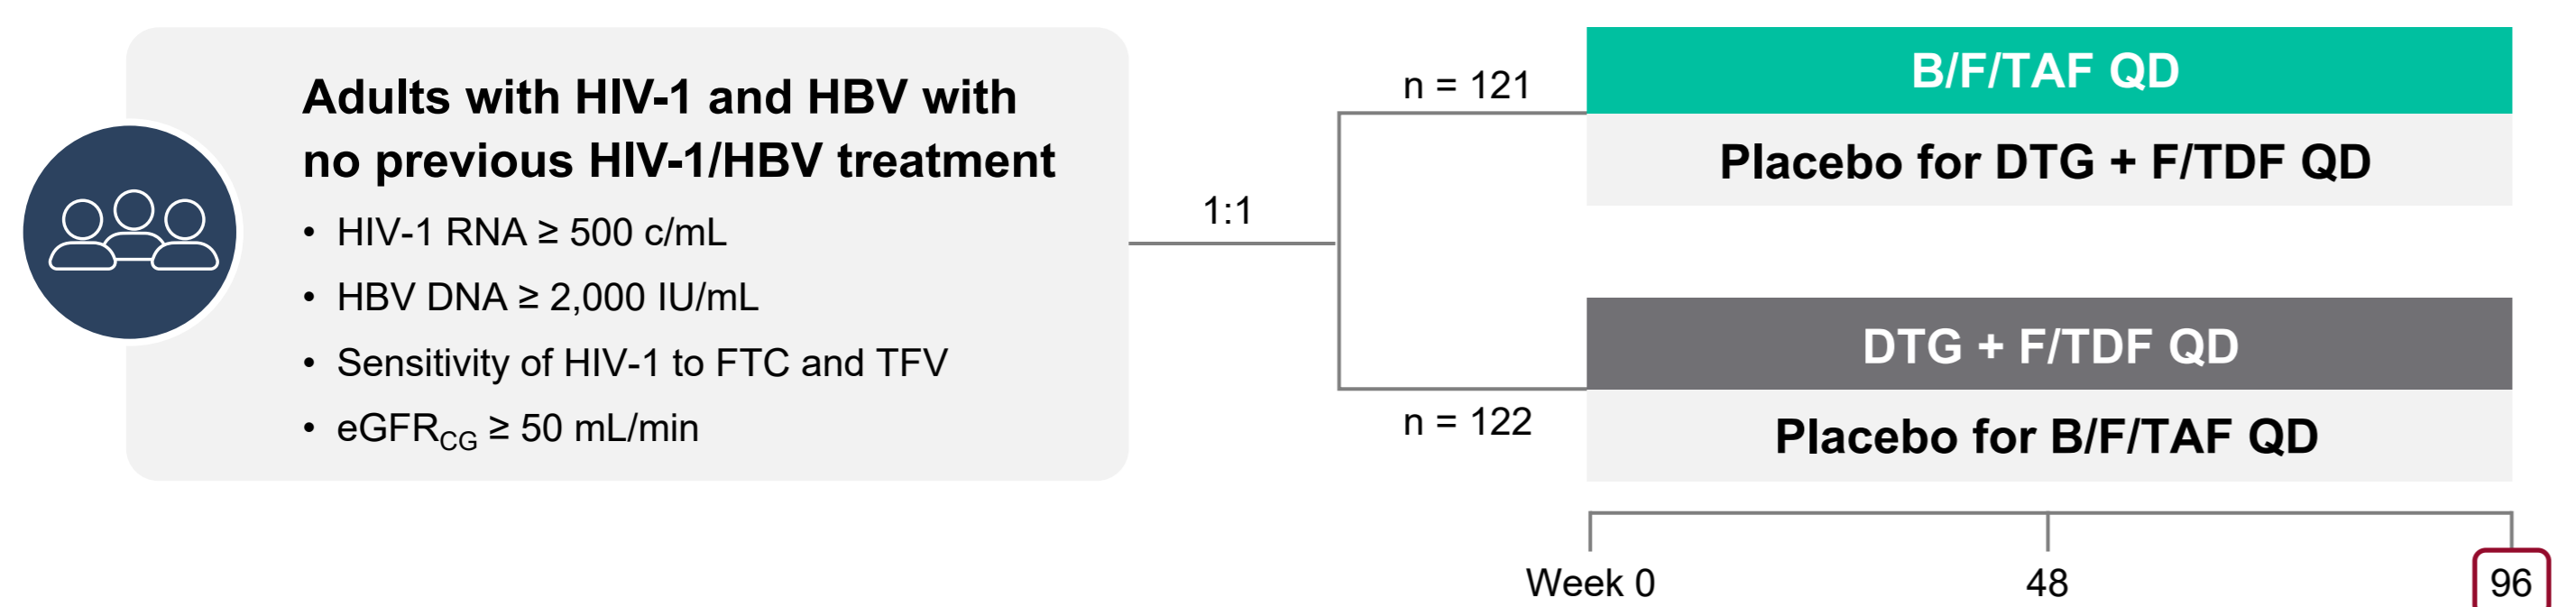 Adults with HIV-1 and HBV with
no previous HIV-1/HBV treatment
• HIV-1 RNA ≥ 500 c/mL
• HBV DNA ≥ 2,000 IU/mL
• Sensitivity of HIV-1 to FTC and TFV
• eGFRCG ≥ 50 mL/min
1:1
n = 121
B/F/TAF QD
Placebo for DTG + F/TDF QD
n = 122
DTG + F/TDF QD
Placebo for B/F/TAF QD
Week 0 48 96